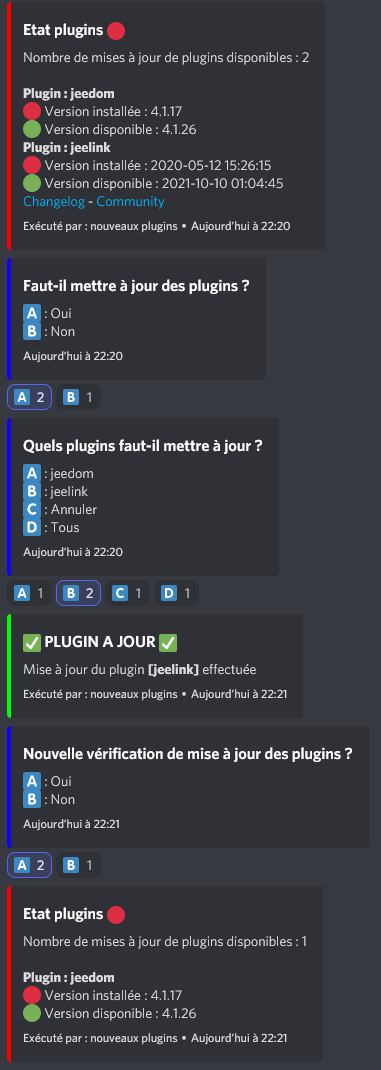 Etat plugins 🔴
Nombre de mises à jour de plugins disponibles : 2
Plugin : jeedom
🔴 Version installée : 4.1.17
🟢 Version disponible : 4.1.26
Plugin : jeelink
🔴 Version installée : 2020-05-12 15:26:15
🟢 Version disponible : 2021-10-10 01:04:45
Changelog - Community
Exécuté par : nouveaux plugins • Aujourd'hui à 22:20
Faut-il mettre à jour des plugins ?
A : Oui
B : Non
Aujourd'hui à 22:20
A 2 B 1
Quels plugins faut-il mettre à jour ?
A : jeedom
B : jeelink
C : Annuler
D : Tous
Aujourd'hui à 22:20
A 1 B 2 C 1 D 1
✅ PLUGIN A JOUR ✅
Mise à jour du plugin [jeelink] effectuée
Exécuté par : nouveaux plugins • Aujourd'hui à 22:21
Nouvelle vérification de mise à jour des plugins ?
A : Oui
B : Non
Aujourd'hui à 22:21
A 2 B 1
Etat plugins 🔴
Nombre de mises à jour de plugins disponibles : 1
Plugin : jeedom
🔴 Version installée : 4.1.17
🟢 Version disponible : 4.1.26
Exécuté par : nouveaux plugins • Aujourd'hui à 22:21